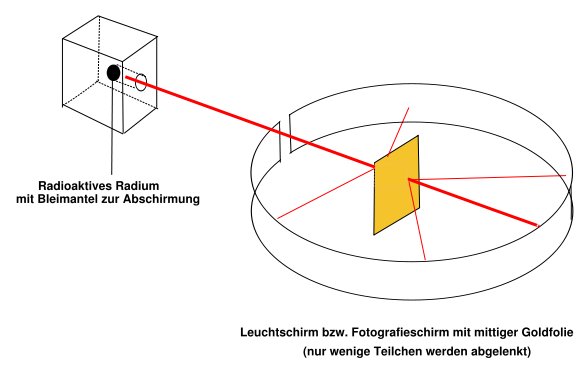 Radioaktives Radium
mit Bleimantel zur Abschirmung
Leuchtschirm bzw. Fotografieschirm mit mittiger Goldfolie
(nur wenige Teilchen werden abgelenkt)